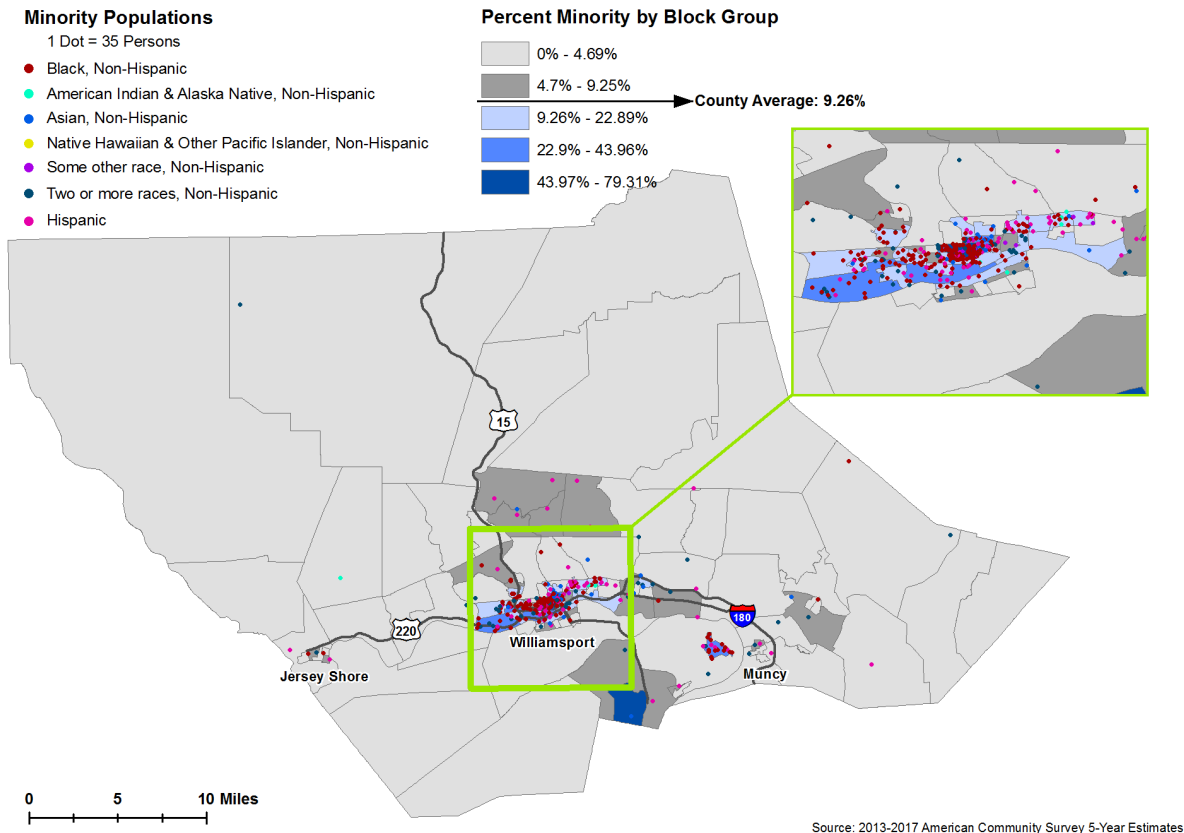 Minority Populations
1 Dot = 35 Persons
Black, Non-Hispanic
American Indian & Alaska Native, Non-Hispanic
Asian, Non-Hispanic
Native Hawaiian & Other Pacific Islander, Non-Hispanic
Some other race, Non-Hispanic
Two or more races, Non-Hispanic
Hispanic
Percent Minority by Block Group
0% - 4.69%
4.7% - 9.25%
County Average: 9.26%
9.26% - 22.89%
22.9% - 43.96%
43.97% - 79.31%
15
180
220
Williamsport
Jersey Shore
Muncy
0 5 10 Miles
Source: 2013-2017 American Community Survey 5-Year Estimates